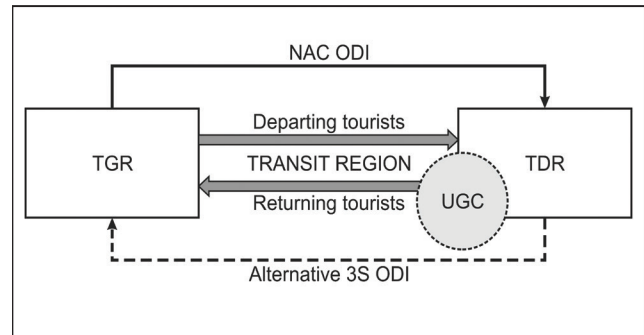 NAC ODI
Departing tourists
TGR
TRANSIT REGION
TDR
Returning tourists
UGC
Alternative 3S ODI